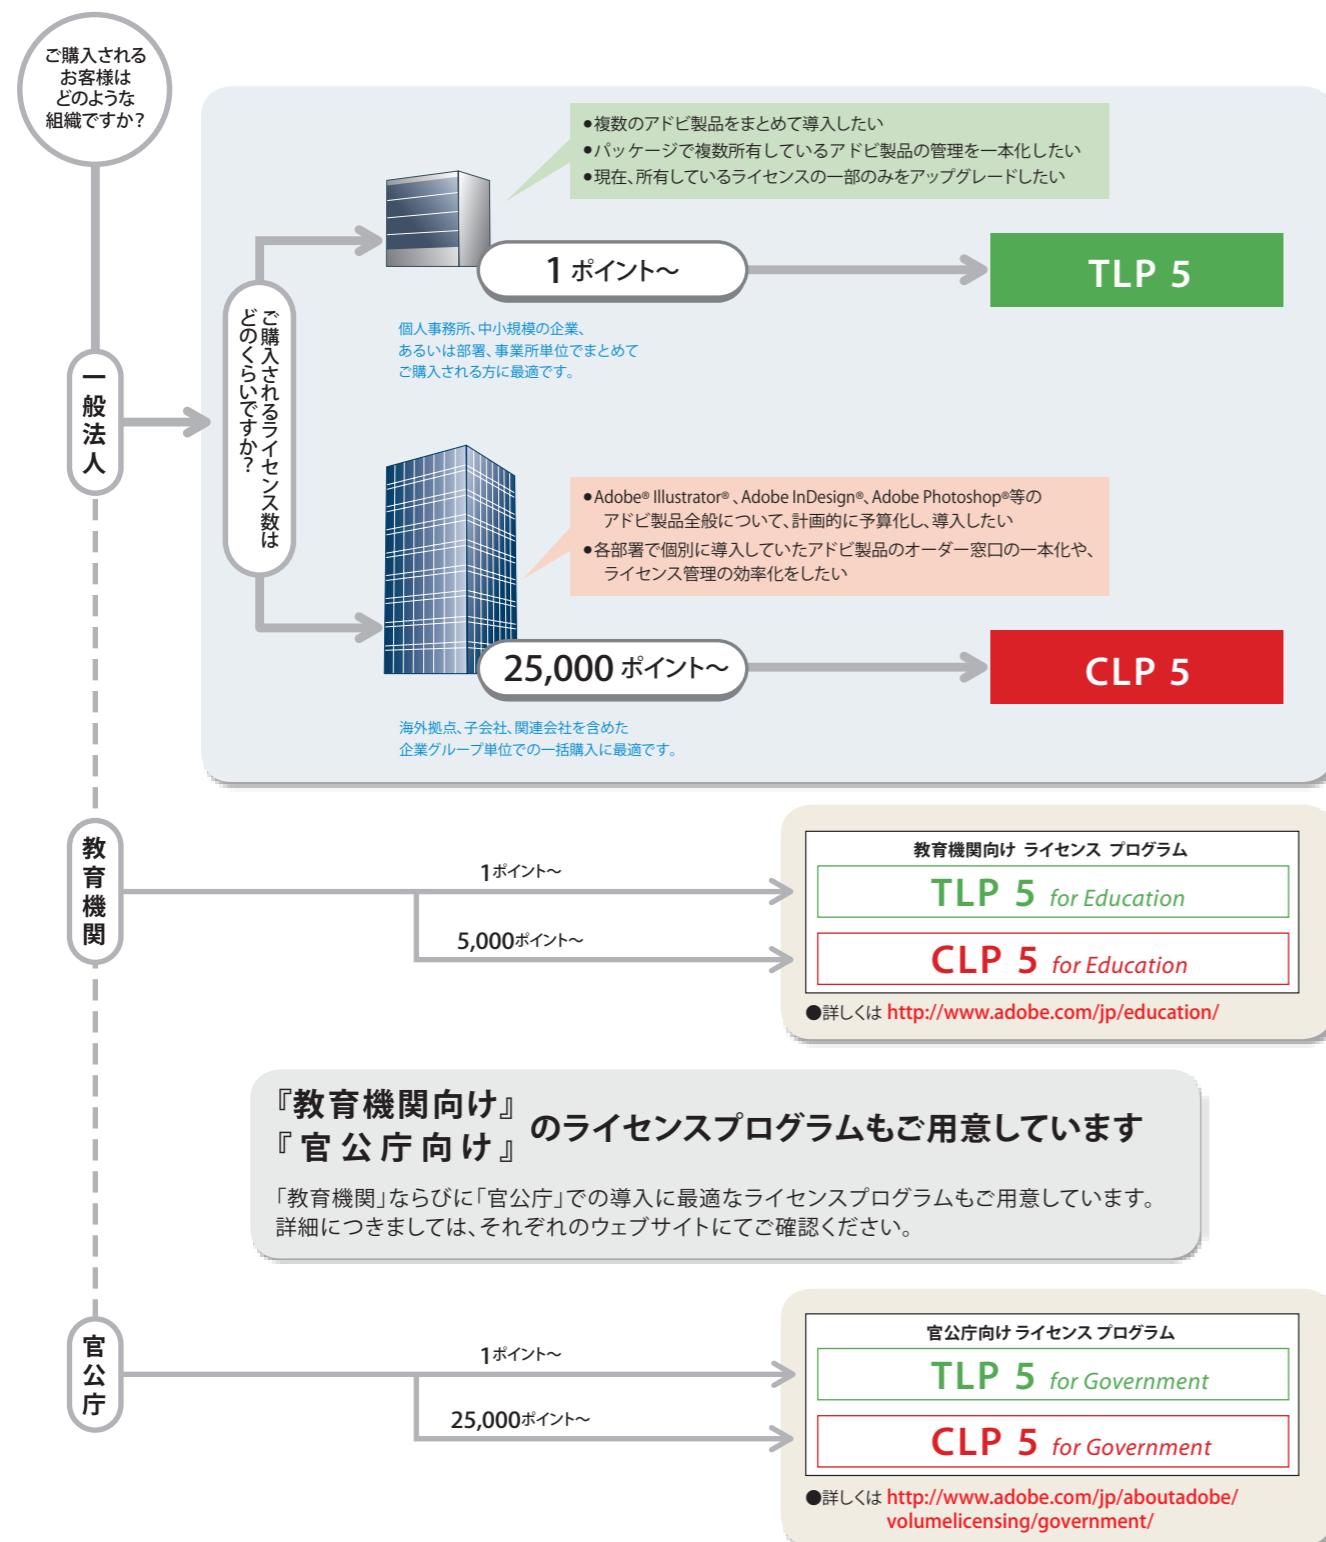 ご購入される
お客様は
どのような
組織ですか?
●複数のアドビ製品をまとめて導入したい
●パッケージで複数所有しているアドビ製品の管理を一本化したい
●現在、所有しているライセンスの一部のみをアップグレードしたい
1 ポイント〜
TLP 5
個人事務所、中小規模の企業、
あるいは部署、事業所単位でまとめて
ご購入される方に最適です。
一般法人
ご購入されるライセンス数は
どのくらいですか?
●Adobe® Illustrator®、Adobe InDesign®、Adobe Photoshop®等の
アドビ製品全般について、計画的に予算化し、導入したい
●各部署で個別に導入していたアドビ製品のオーダー窓口の一本化や、
ライセンス管理の効率化をしたい
25,000 ポイント〜
CLP 5
海外拠点、子会社、関連会社を含めた
企業グループ単位での一括購入に最適です。
教育機関
1ポイント〜
5,000ポイント〜
教育機関向け ライセンス プログラム
TLP 5 for Education
CLP 5 for Education
●詳しくは http://www.adobe.com/jp/education/
『教育機関向け』
『官公庁向け』
のライセンスプログラムもご用意しています
「教育機関」ならびに「官公庁」での導入に最適なライセンスプログラムもご用意しています。
詳細につきましては、それぞれのウェブサイトにてご確認ください。
官公庁
1ポイント〜
25,000ポイント〜
官公庁向け ライセンス プログラム
TLP 5 for Government
CLP 5 for Government
●詳しくは http://www.adobe.com/jp/aboutadobe/
volumelicensing/government/